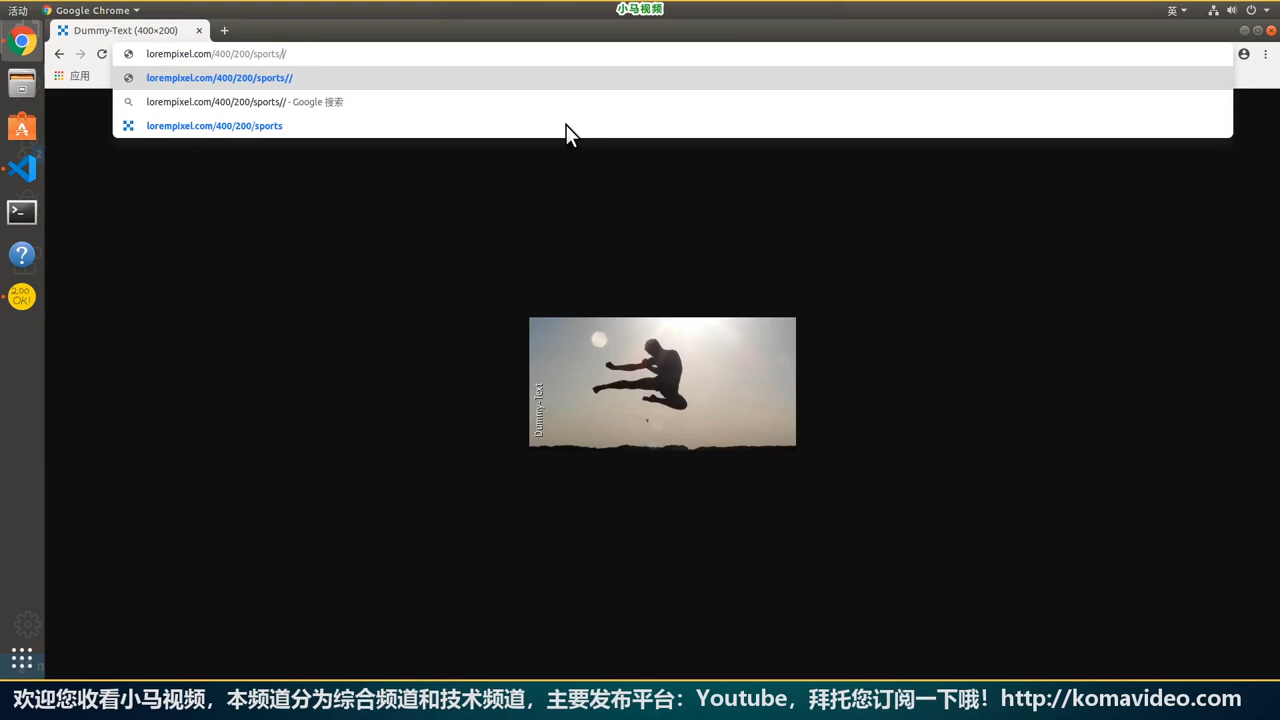 活动
Google Chrome
小马视频
英
Dummy-Text (400×200)
lorempixel.com/400/200/sports//
应用
lorempixel.com/400/200/sports//
lorempixel.com/400/200/sports// - Google 搜索
lorempixel.com/400/200/sports
2
200
OK!
Dummy-Text
欢迎您收看小马视频，本频道分为综合频道和技术频道，主要发布平台：Youtube，拜托您订阅一下哦！http://komavideo.com